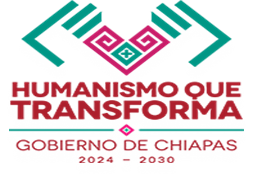 HUMANISMO QUE
TRANSFORMA
GOBIERNO DE CHIAPAS
2024 – 2030